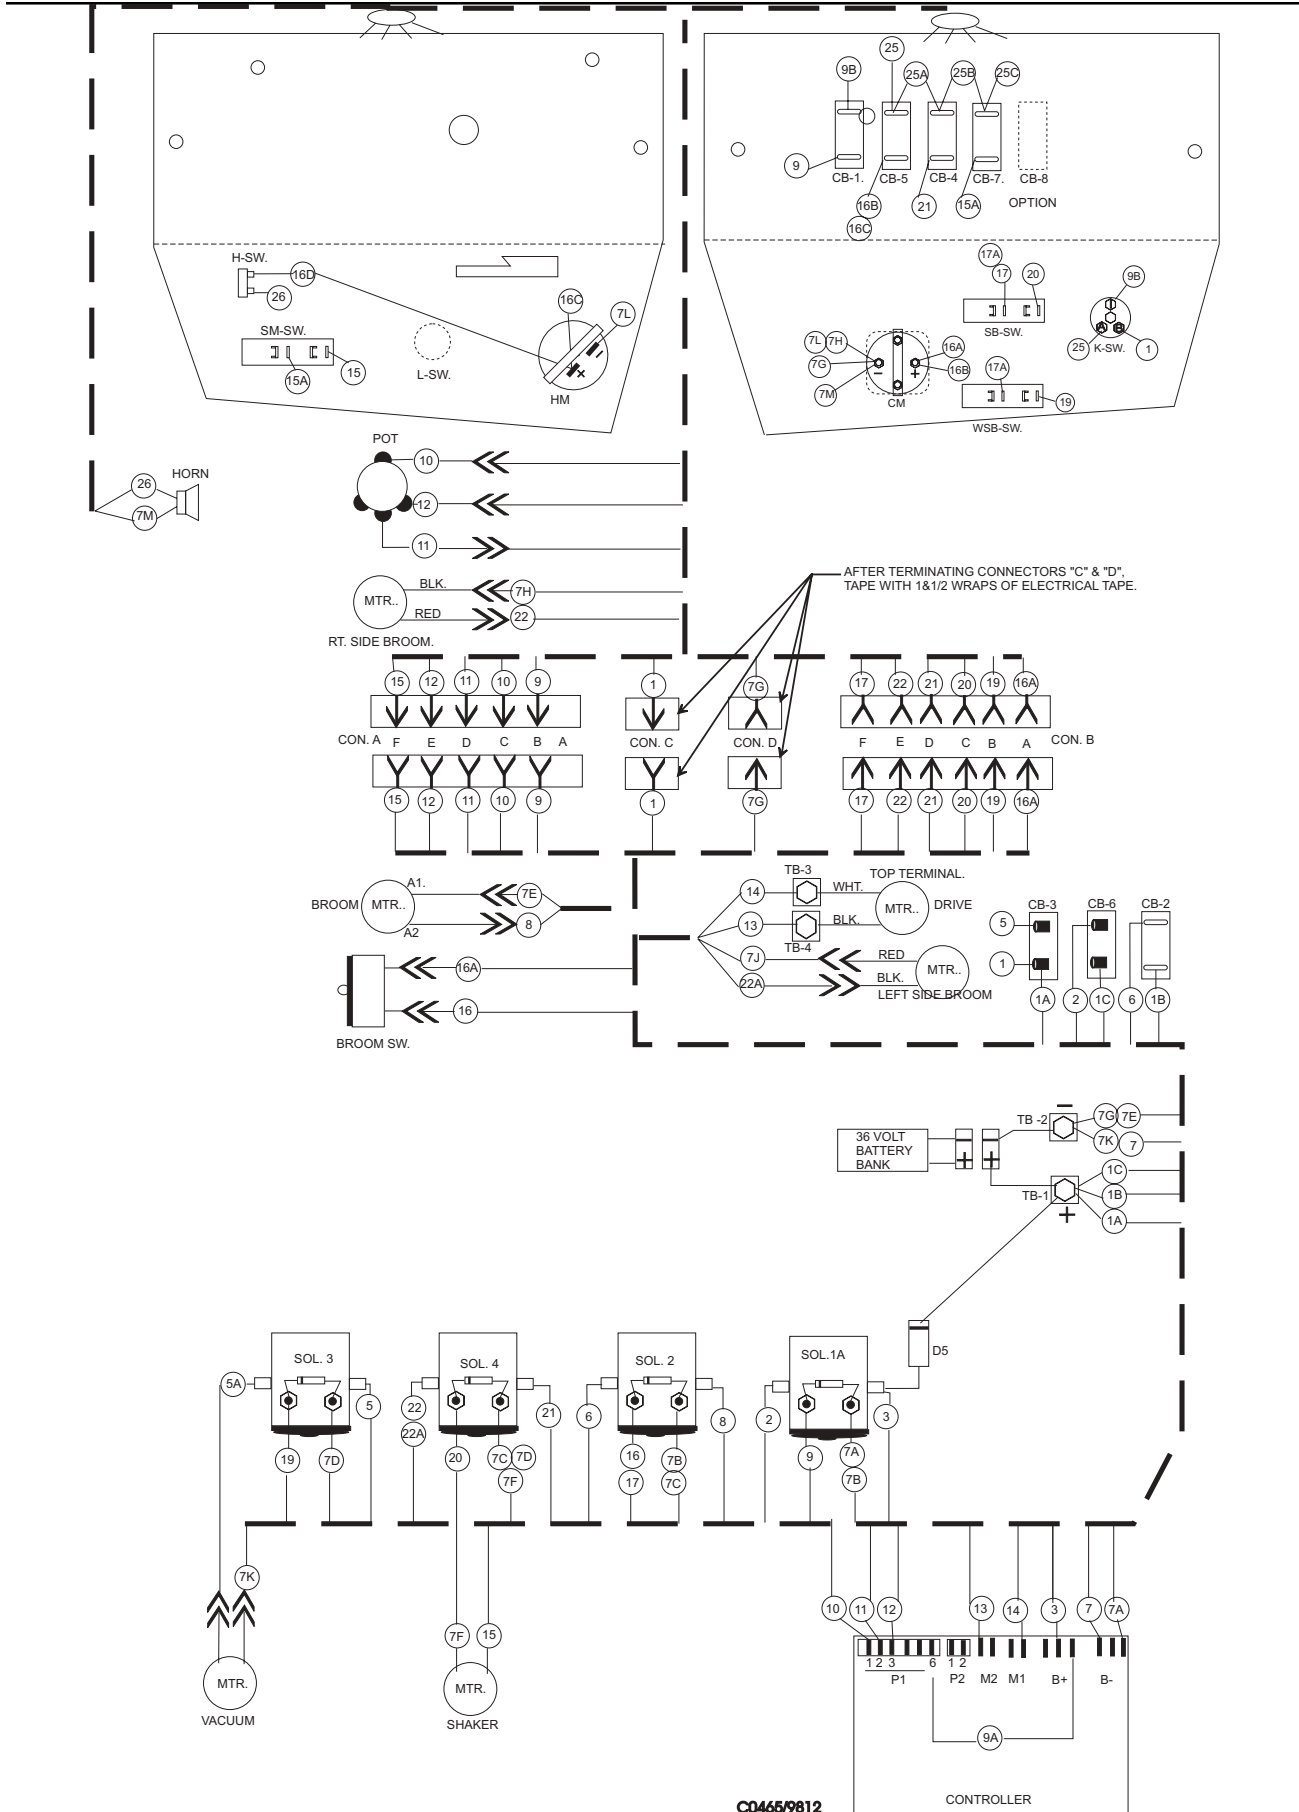 9B
25
25A
25B
25C
9
CB-1.
CB-5
CB-4
CB-7.
CB-8
16B
21
15A
OPTION
16C
H-SW.
16D
26
SM-SW.
15A
15
L-SW.
16C
7L
HM
17A
17
20
9B
SB-SW.
A
B
25
K-SW.
1
7L
7H
16A
7G
16B
7M
− +
CM
17A
19
WSB-SW.
POT
10
12
11
HORN
26
7M
MTR..
BLK.
7H
RED
22
RT. SIDE BROOM.
AFTER TERMINATING CONNECTORS "C" & "D",
TAPE WITH 1&1/2 WRAPS OF ELECTRICAL TAPE.
15 12 11 10 9
1
7G
17 22 21 20 19 16A
CON. A F E D C B A
CON. C
CON. D
F E D C B A CON. B
15 12 11 10 9
1
7G
17 22 21 20 19 16A
BROOM
MTR..
A1.
7E
A2
8
16A
16
BROOM SW.
14
TB-3
WHT.
TOP TERMINAL.
MTR..
DRIVE
13
TB-4
BLK.
7J
RED
22A
BLK.
MTR..
LEFT SIDE BROOM
CB-3
CB-6
CB-2
5
1
1A
2
1C
6
1B
36 VOLT
BATTERY
BANK
− +
− +
TB -2
−
7G
7E
7K
7
TB-1
+
1C
1B
1A
D5
SOL. 3
5A
5
19
7D
SOL. 4
22
22A
21
20
7C
7D
7F
SOL. 2
6
8
16
17
7B
7C
SOL.1A
2
3
9
7A
7B
7K
MTR.
VACUUM
7F
15
MTR.
SHAKER
10 11 12 13 14 3 7 7A
1 2 3 6 1 2
P1 P2 M2 M1 B+ B-
9A
CONTROLLER
C0465/9812